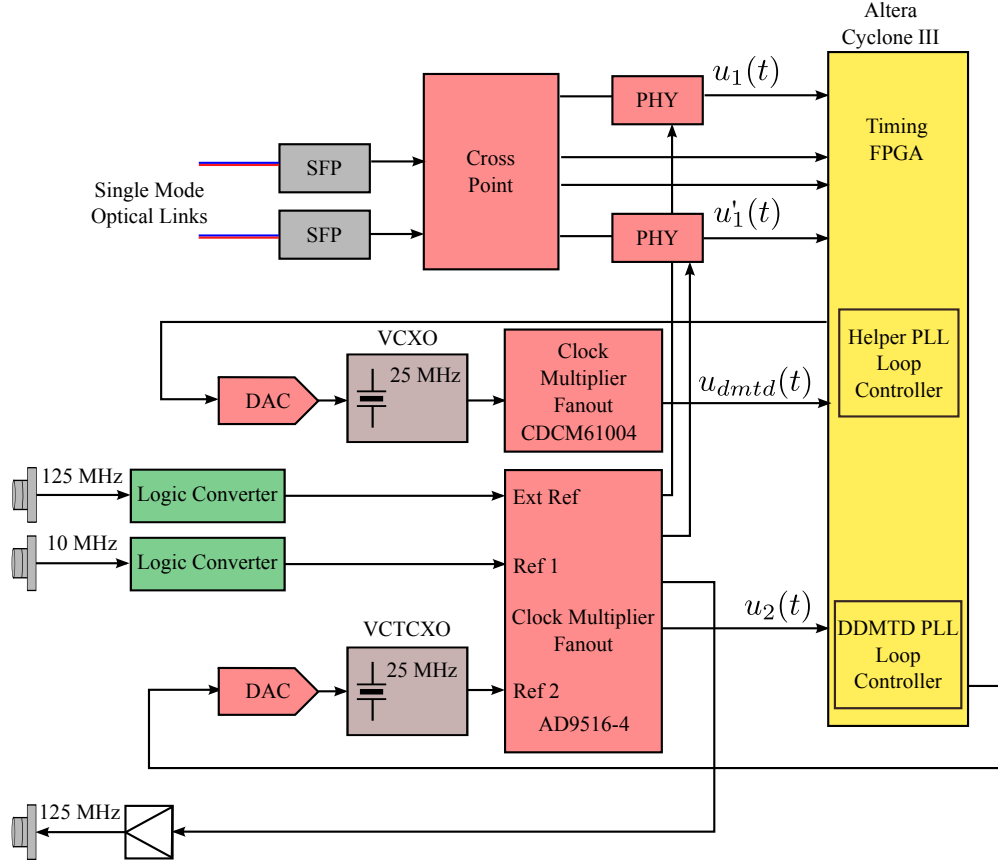 Altera
Cyclone III
u₁(t)
PHY
Timing
FPGA
Cross
Point
SFP
Single Mode
Optical Links
SFP
u'₁(t)
PHY
VCXO
25 MHz
DAC
Clock
Multiplier
Fanout
CDCM61004
u_dmtd(t)
Helper PLL
Loop
Controller
125 MHz
Logic Converter
Ext Ref
10 MHz
Logic Converter
Ref 1
Clock Multiplier
Fanout
u₂(t)
DDMTD PLL
Loop
Controller
VCTCXO
25 MHz
DAC
Ref 2
AD9516-4
125 MHz